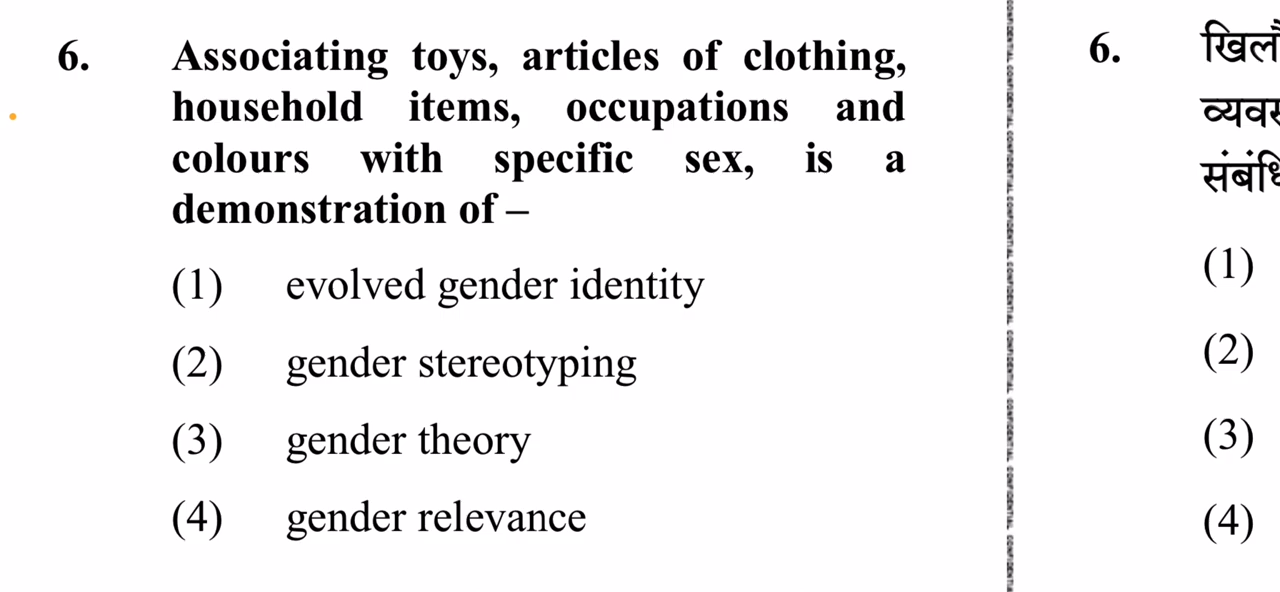 6. Associating toys, articles of clothing,
household items, occupations and
colours with specific sex, is a
demonstration of –
(1) evolved gender identity
(2) gender stereotyping
(3) gender theory
(4) gender relevance
6.
(1)
(2)
(3)
(4)